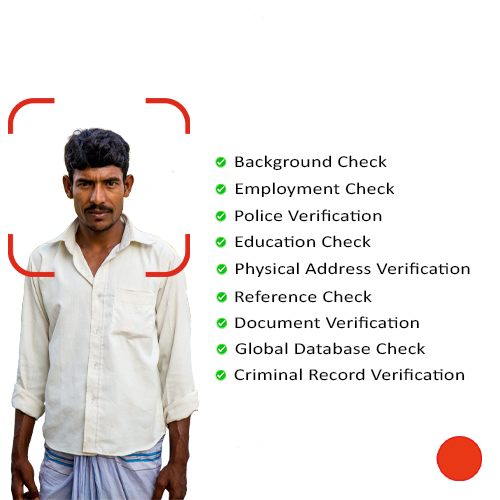 Background Check
Employment Check
Police Verification
Education Check
Physical Address Verification
Reference Check
Document Verification
Global Database Check
Criminal Record Verification